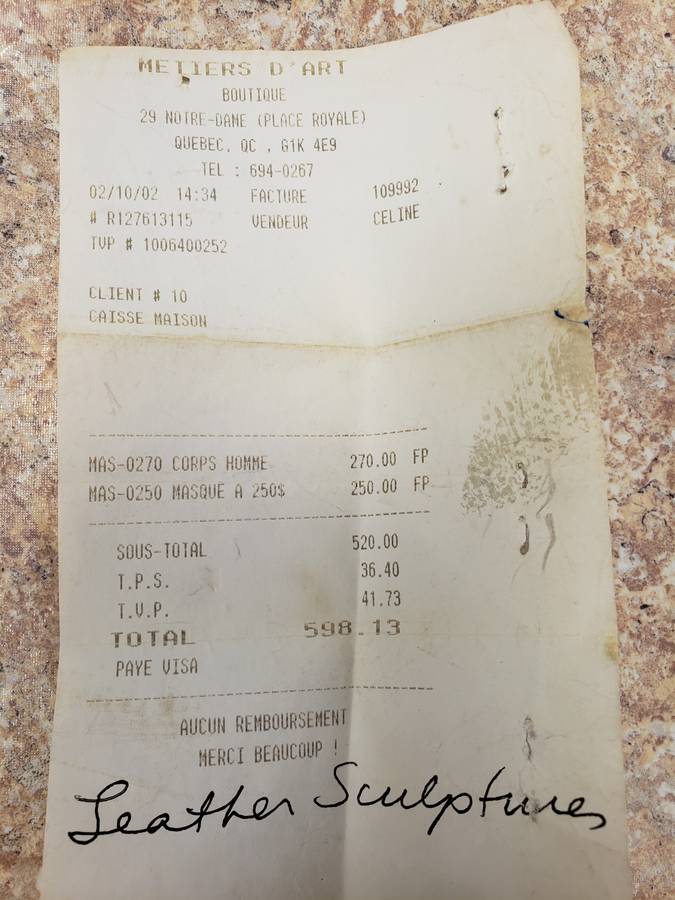 METIERS D'ART
BOUTIQUE
29 NOTRE-DAME (PLACE ROYALE)
QUEBEC, QC , G1K 4E9
TEL : 694-0267
02/10/02 14:34 FACTURE 109992
# R127613115 VENDEUR CELINE
TVP # 1006400252
CLIENT # 10
CAISSE MAISON
MAS-0270 CORPS HOMME 270.00 FP
MAS-0250 MASQUE A 250$ 250.00 FP
SOUS-TOTAL 520.00
T.P.S. 36.40
T.V.P. 41.73
TOTAL 598.13
PAYE VISA
AUCUN REMBOURSEMENT
MERCI BEAUCOUP !
Leather Sculptures